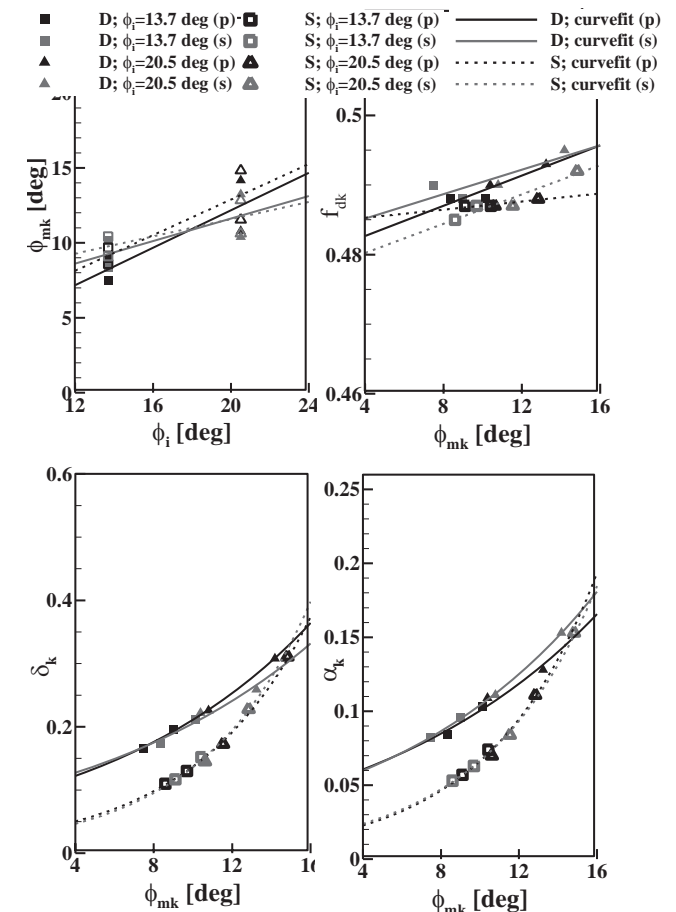 D; ϕi=13.7 deg (p) S; ϕi=13.7 deg (p) D; curvefit (p)
D; ϕi=13.7 deg (s) S; ϕi=13.7 deg (s) D; curvefit (s)
D; ϕi=20.5 deg (p) S; ϕi=20.5 deg (p) S; curvefit (p)
D; ϕi=20.5 deg (s) S; ϕi=20.5 deg (s) S; curvefit (s)
20
15
10
5
0
ϕmk [deg]
12 16 20 24
ϕi [deg]
0.5
0.48
0.46
fdk
4 8 12 16
ϕmk [deg]
0.6
0.4
0.2
0
δk
4 8 12 16
ϕmk [deg]
0.25
0.2
0.15
0.1
0.05
0
αk
4 8 12 16
ϕmk [deg]